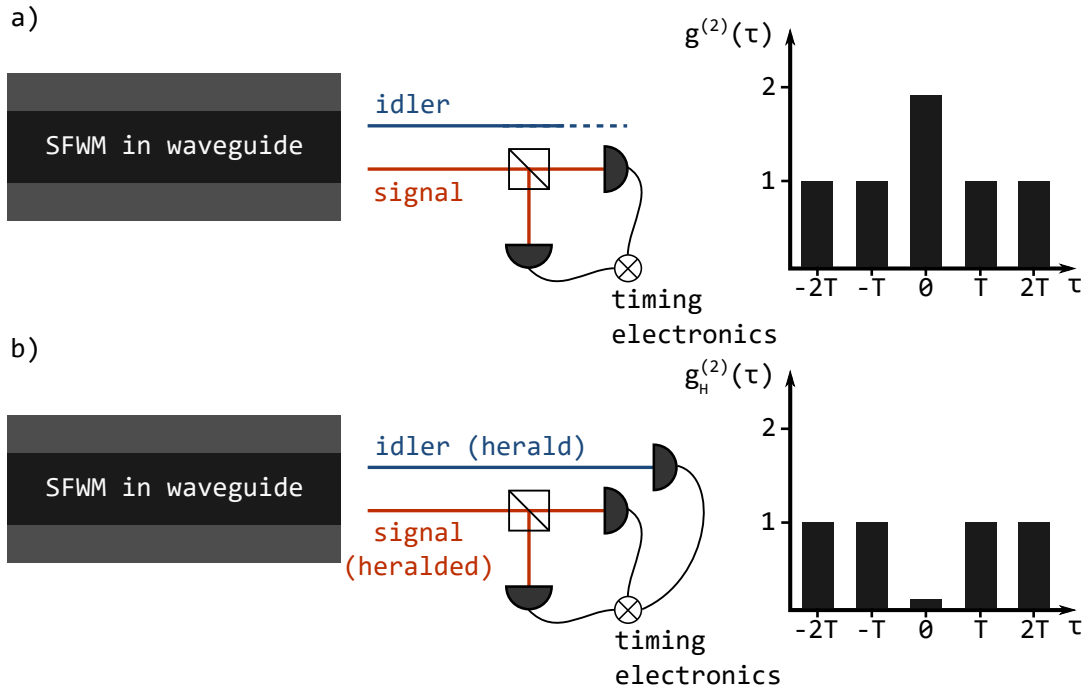 a)
SFWM in waveguide
idler
signal
timing
electronics
g⁽²⁾(τ)
2
1
-2T -T 0 T 2T τ
b)
SFWM in waveguide
idler (herald)
signal
(heralded)
timing
electronics
g_H⁽²⁾(τ)
2
1
-2T -T 0 T 2T τ